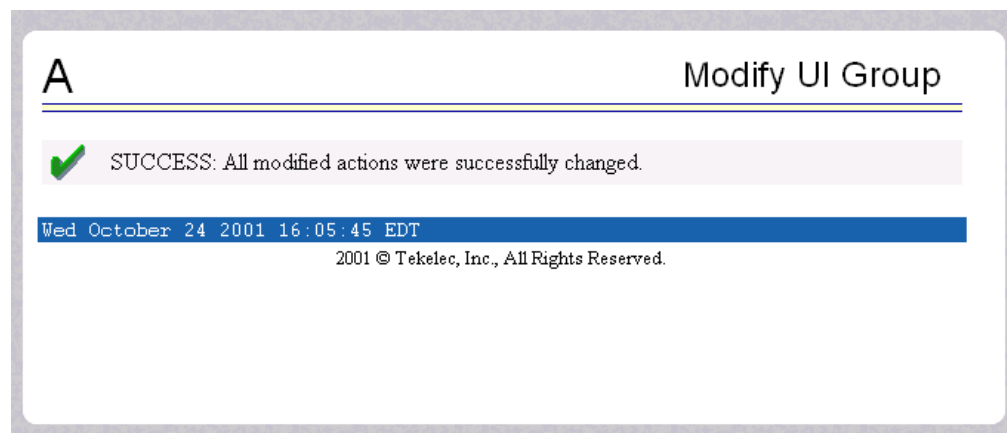 A
Modify UI Group
SUCCESS: All modified actions were successfully changed.
Wed October 24 2001 16:05:45 EDT
2001 © Tekelec, Inc., All Rights Reserved.